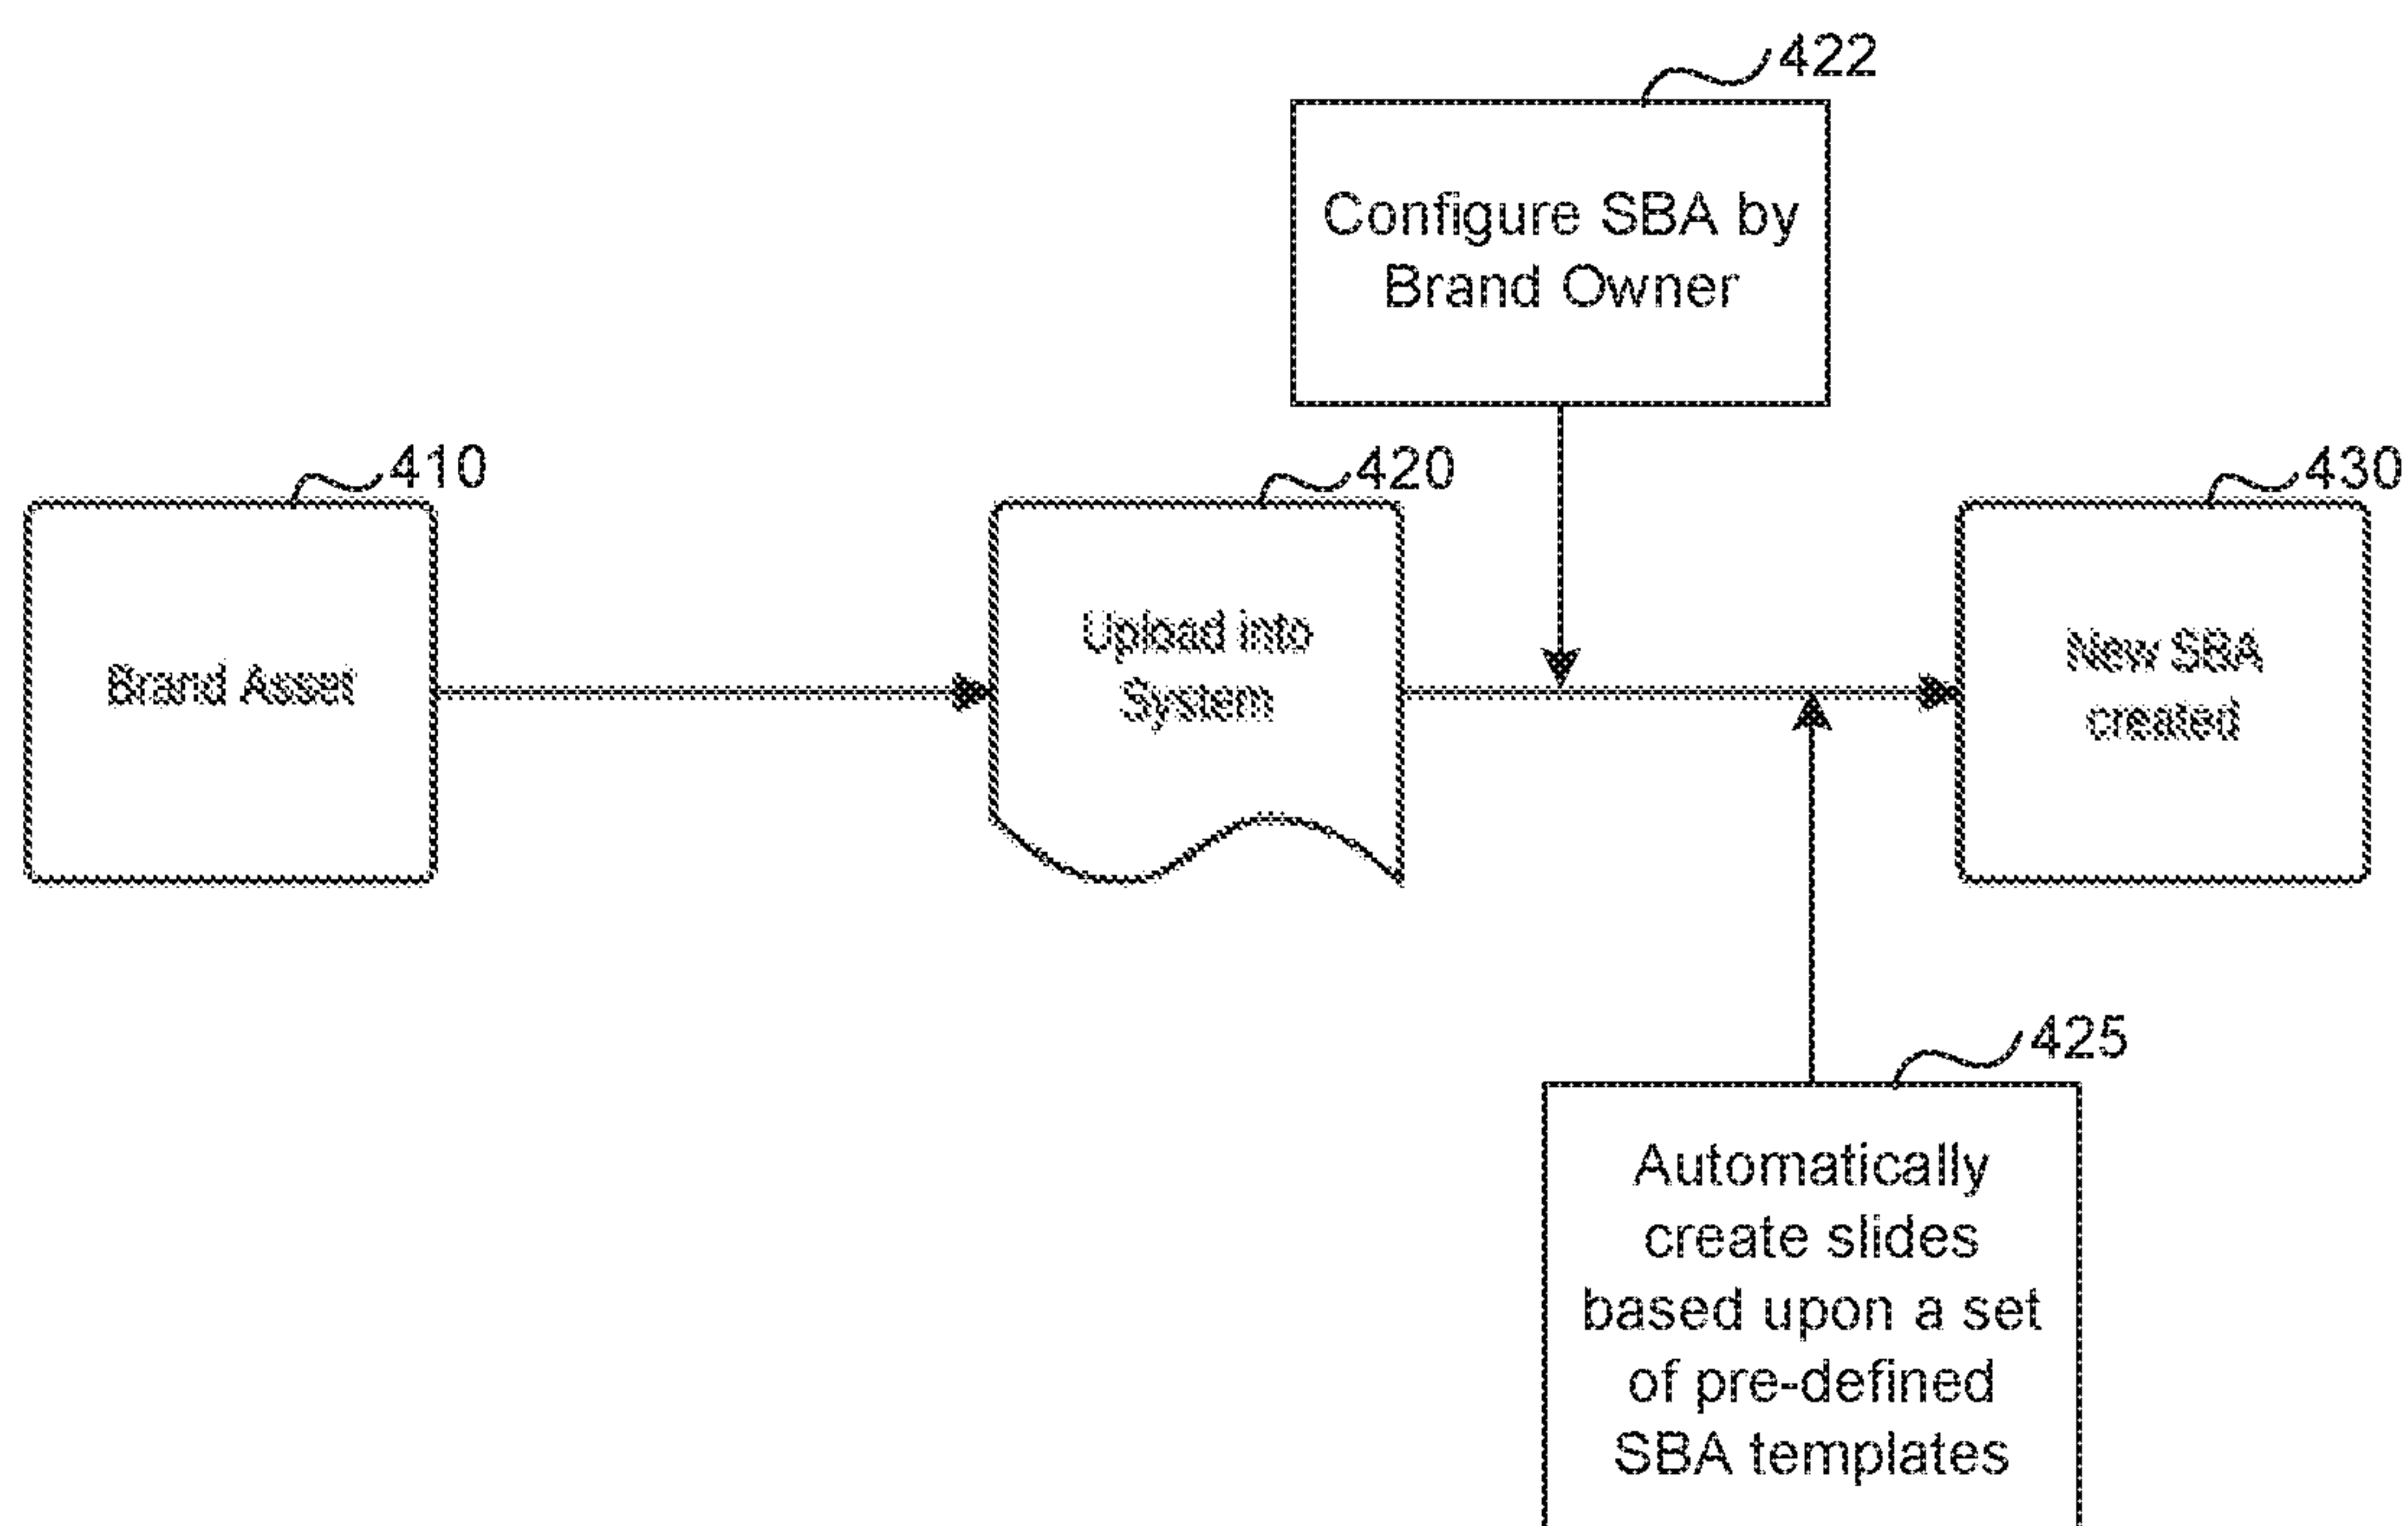 422
Configure SBA by
Brand Owner
410
420
430
Brand Asset
Upload into
System
New SBA
created
425
Automatically
create slides
based upon a set
of pre-defined
SBA templates